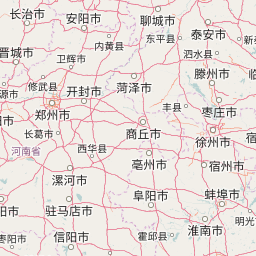 长治市
安阳市
聊城市
泰安市
内黄县
东平县
晋城市
卫辉市
泗水县
菏泽市
滕州市
修武县
开封市
丰县
枣庄市
郑州市
长葛市
商丘市
徐州市
河南省
西华县
亳州市
宿州市
漯河市
阜阳市
蚌埠市
驻马店市
明光
信阳市
霍邱县
淮南市